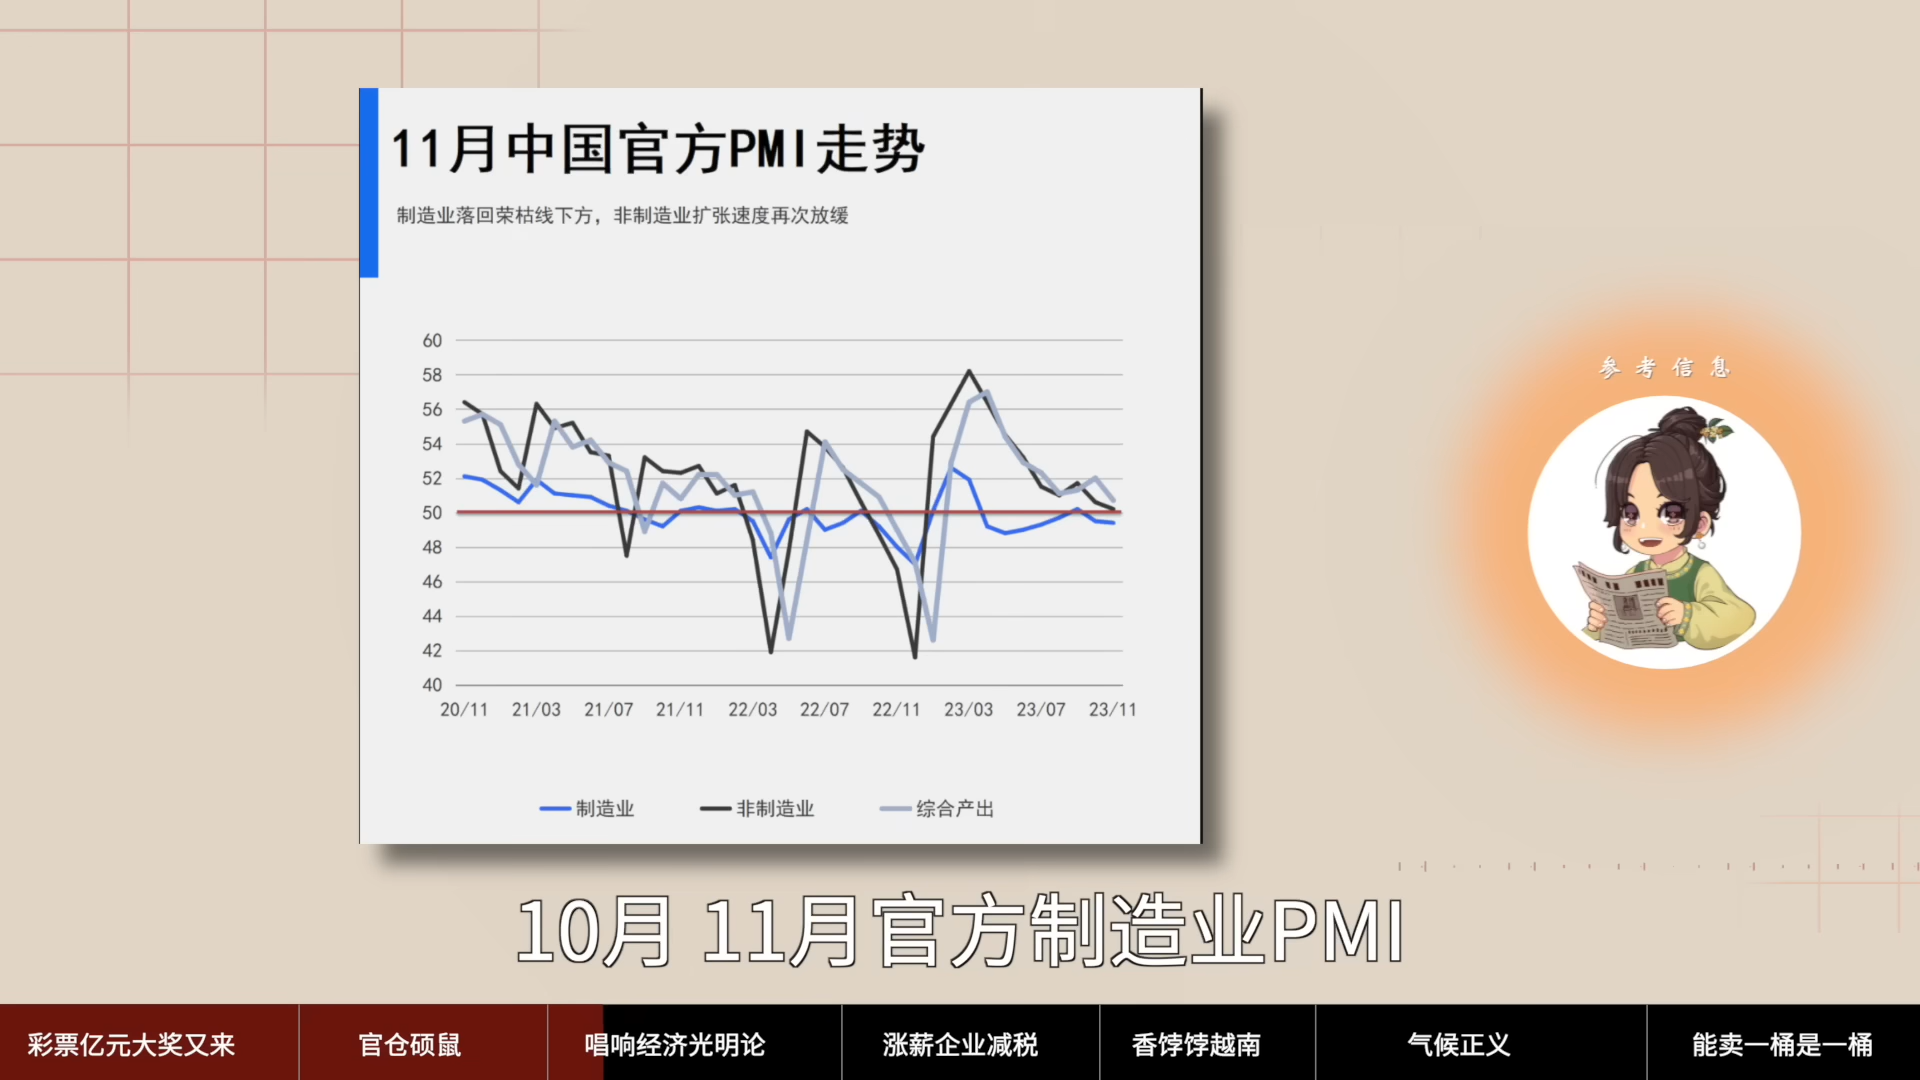 11月中国官方PMI走势
制造业落回荣枯线下方，非制造业扩张速度再次放缓
60
58
56
54
52
50
48
46
44
42
40
20/11 21/03 21/07 21/11 22/03 22/07 22/11 23/03 23/07 23/11
制造业 非制造业 综合产出
参考信息
10月 11月官方制造业PMI
彩票亿元大奖又来 官仓硕鼠 唱响经济光明论 涨薪企业减税 香饽饽越南 气候正义 能卖一桶是一桶